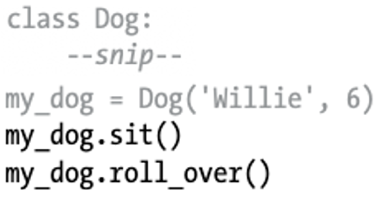 class Dog:
    --snip--
my_dog = Dog('Willie', 6)
my_dog.sit()
my_dog.roll_over()